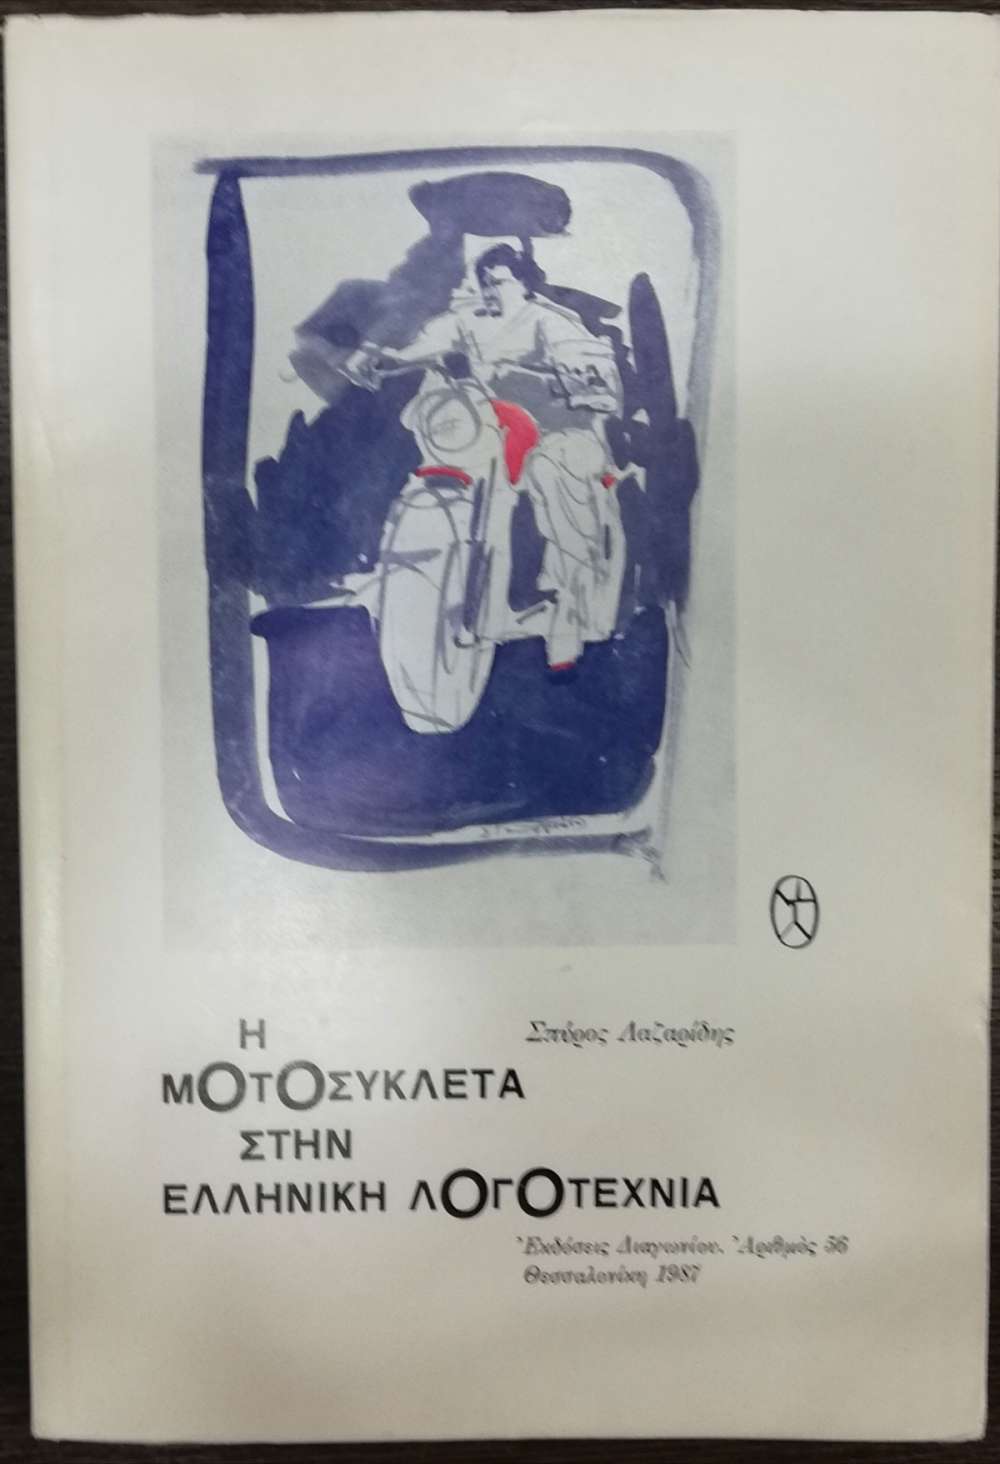 Η
ΜΟΤΟΣΥΚΛΕΤΑ
ΣΤΗΝ
ΕΛΛΗΝΙΚΗ ΛΟΓΟΤΕΧΝΙΑ
Σπύρος Λαζαρίδης
Ἐκδόσεις Διαγωνίου. Ἀριθμὸς 56
Θεσσαλονίκη 1987